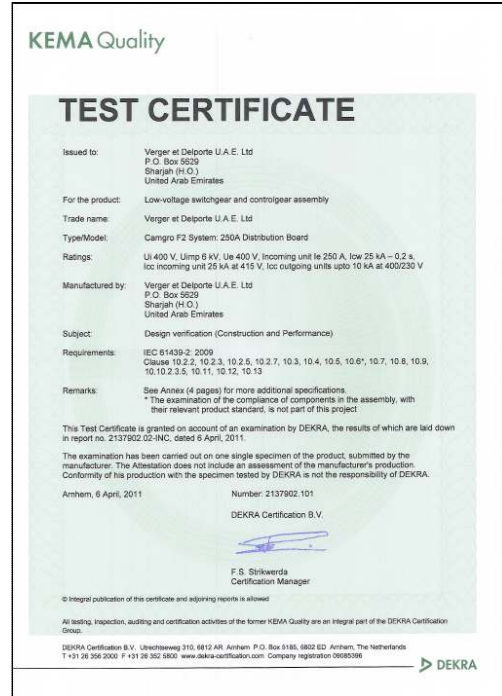 KEMA Quality
TEST CERTIFICATE
Issued to: Verger et Delporte U.A.E. Ltd
P.O. Box 5629
Sharjah (H.O.)
United Arab Emirates
For the product: Low-voltage switchgear and controlgear assembly
Trade name: Verger et Delporte U.A.E. Ltd
Type/Model: Camgro F2 System: 250A Distribution Board
Ratings: Ui 400 V, Uimp 6 kV, Ue 400 V, Incoming unit Ie 250 A, Icw 25 kA – 0,2 s,
Icc incoming unit 25 kA at 415 V, Icc outgoing units upto 10 kA at 400/230 V
Manufactured by: Verger et Delporte U.A.E. Ltd
P.O. Box 5629
Sharjah (H.O.)
United Arab Emirates
Subject: Design verification (Construction and Performance)
Requirements: IEC 61439-2: 2009
Clause 10.2.2, 10.2.3, 10.2.5, 10.2.7, 10.3, 10.4, 10.5, 10.6*, 10.7, 10.8, 10.9,
10.10.2.3.5, 10.11, 10.12, 10.13
Remarks: See Annex (4 pages) for more additional specifications.
* The examination of the compliance of components in the assembly, with
their relevant product standard, is not part of this project
This Test Certificate is granted on account of an examination by DEKRA, the results of which are laid down
in report no. 2137902.02-INC, dated 6 April, 2011.
The examination has been carried out on one single specimen of the product, submitted by the
manufacturer. The Attestation does not include an assessment of the manufacturer's production.
Conformity of his production with the specimen tested by DEKRA is not the responsibility of DEKRA.
Arnhem, 6 April, 2011 Number: 2137902.101
DEKRA Certification B.V.
F.S. Strikwerda
Certification Manager
© Integral publication of this certificate and adjoining reports is allowed
All testing, inspection, auditing and certification activities of the former KEMA Quality are an integral part of the DEKRA Certification
Group.
DEKRA Certification B.V. Utrechtseweg 310, 6812 AR Arnhem P.O. Box 5185, 6802 ED Arnhem, The Netherlands
T +31 26 356 2000 F +31 26 352 5800 www.dekra-certification.com Company registration 09085396
DEKRA